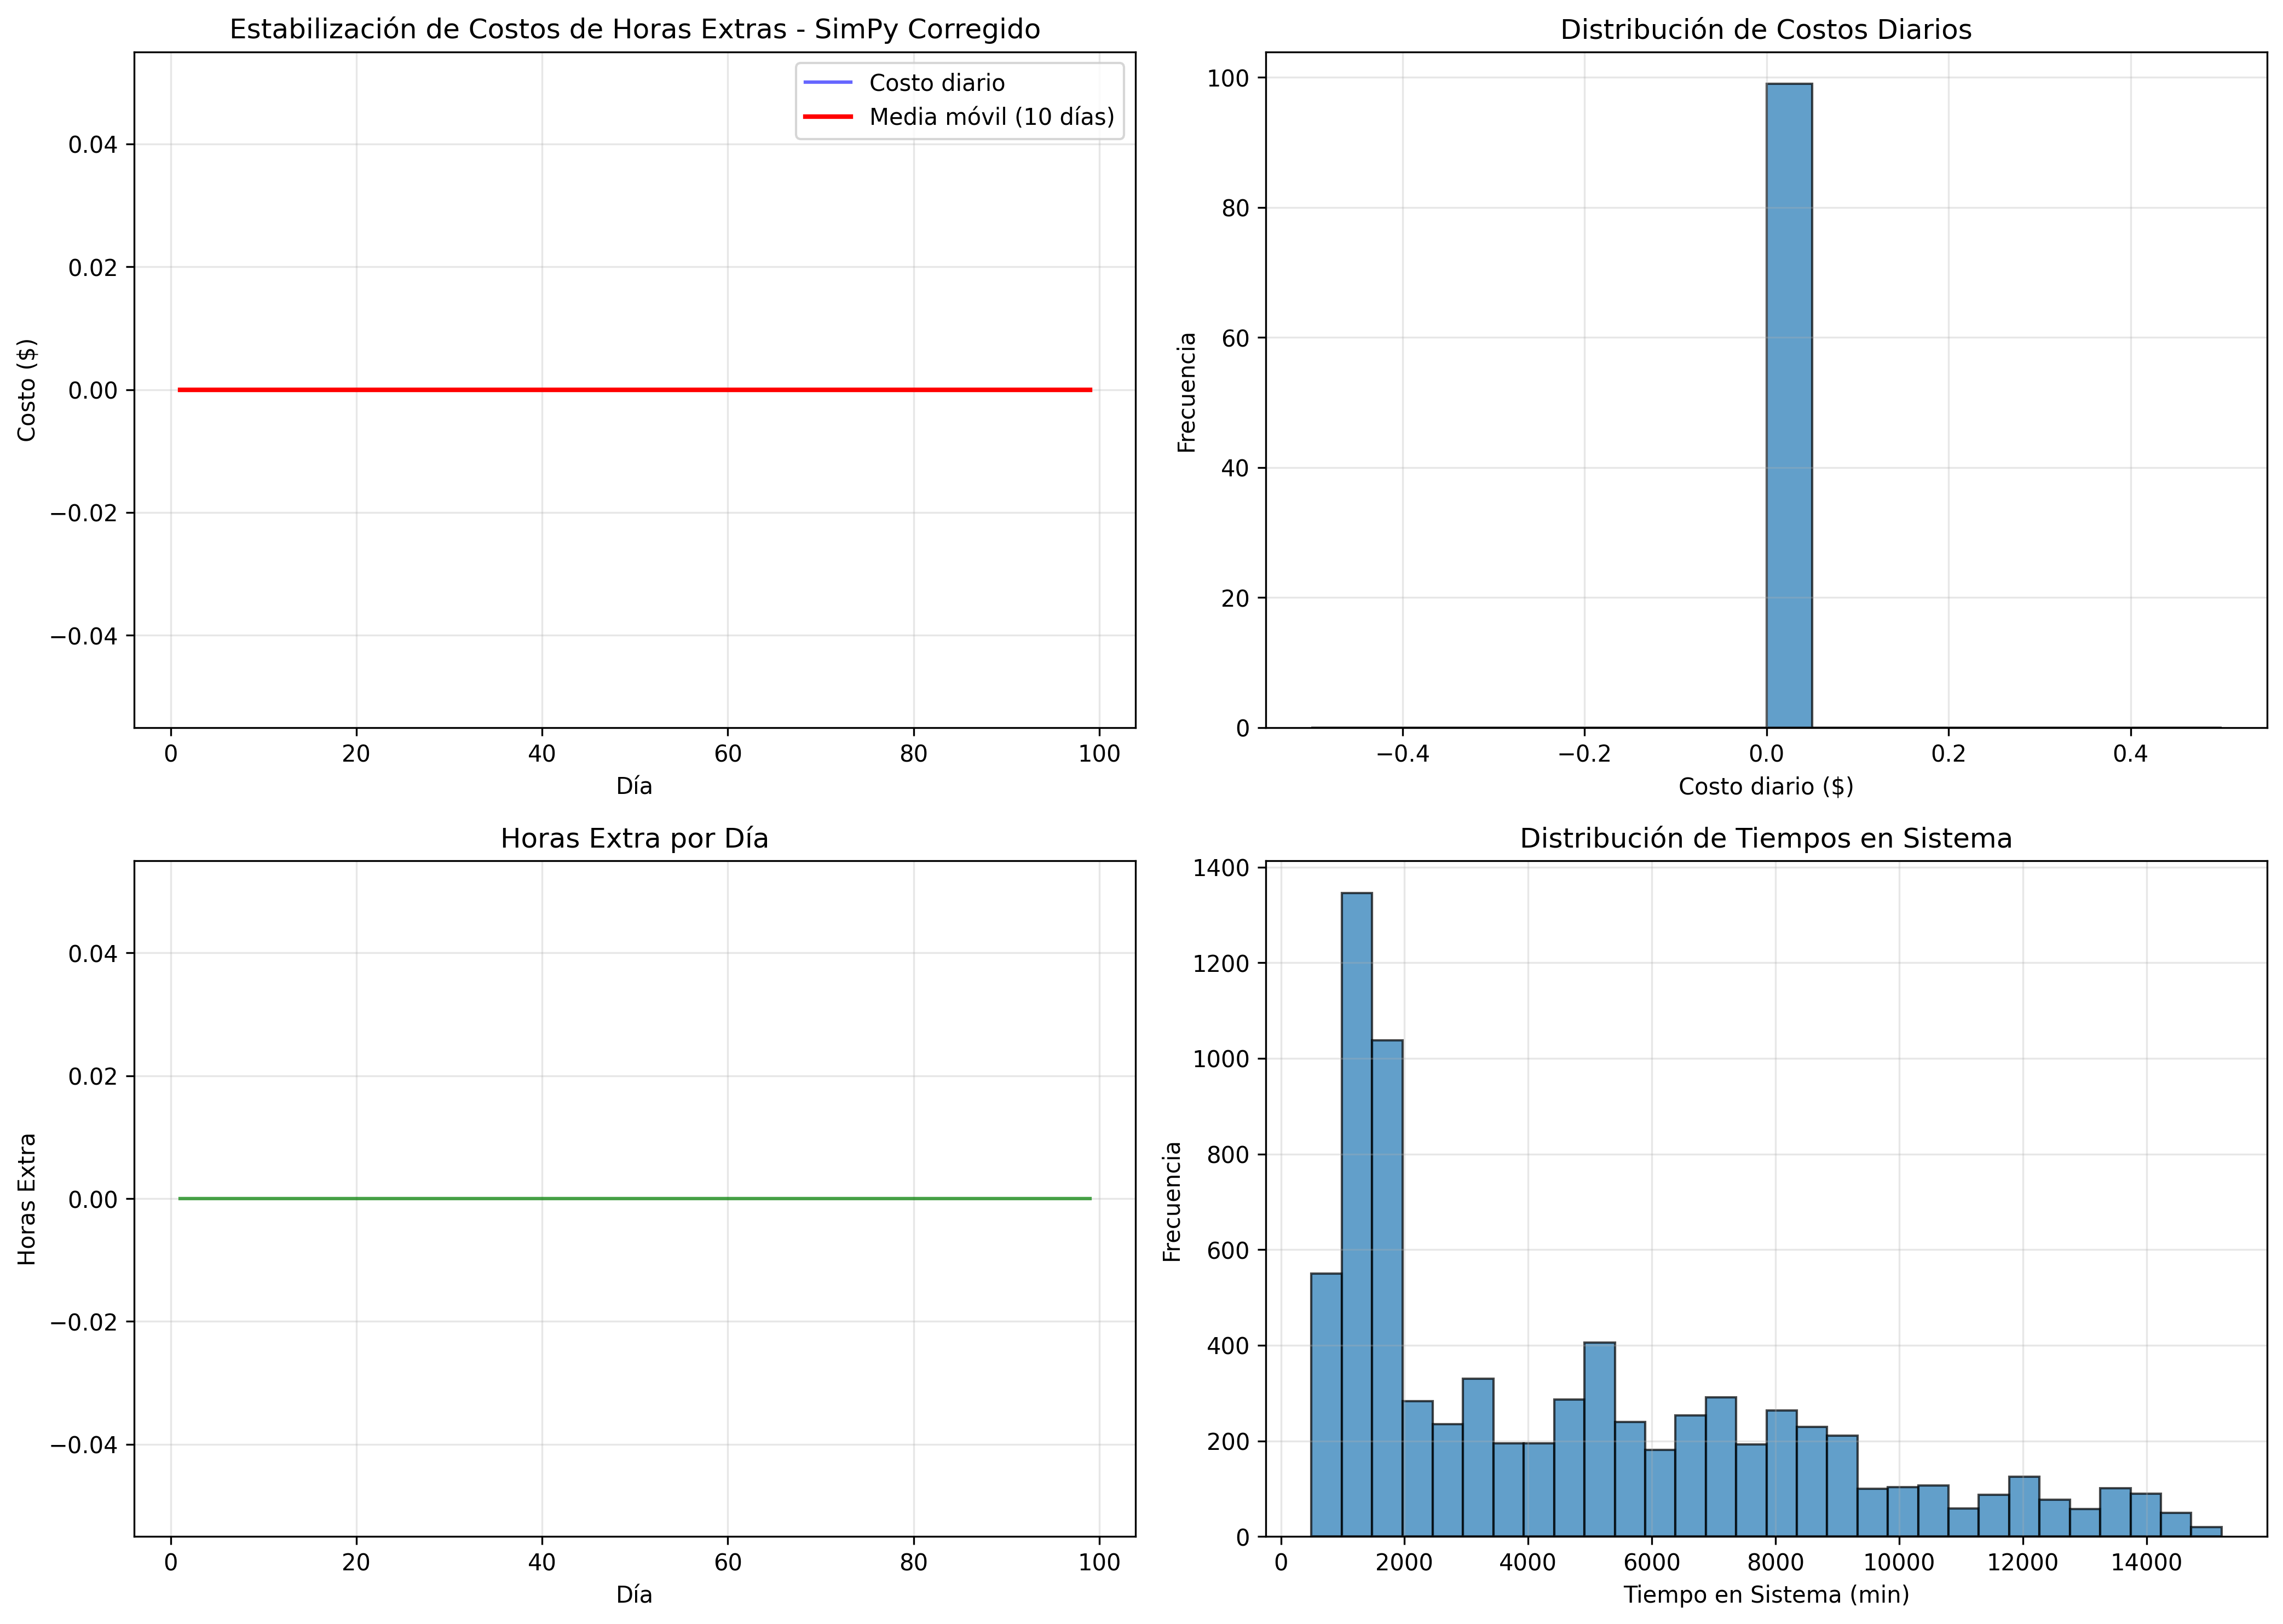 Estabilización de Costos de Horas Extras - SimPy Corregido
Costo diario
Media móvil (10 días)
Costo ($)
0.04
0.02
0.00
−0.02
−0.04
0 20 40 60 80 100
Día
Distribución de Costos Diarios
Frecuencia
100
80
60
40
20
0
−0.4 −0.2 0.0 0.2 0.4
Costo diario ($)
Horas Extra por Día
Horas Extra
0.04
0.02
0.00
−0.02
−0.04
0 20 40 60 80 100
Día
Distribución de Tiempos en Sistema
Frecuencia
1400
1200
1000
800
600
400
200
0
0 2000 4000 6000 8000 10000 12000 14000
Tiempo en Sistema (min)